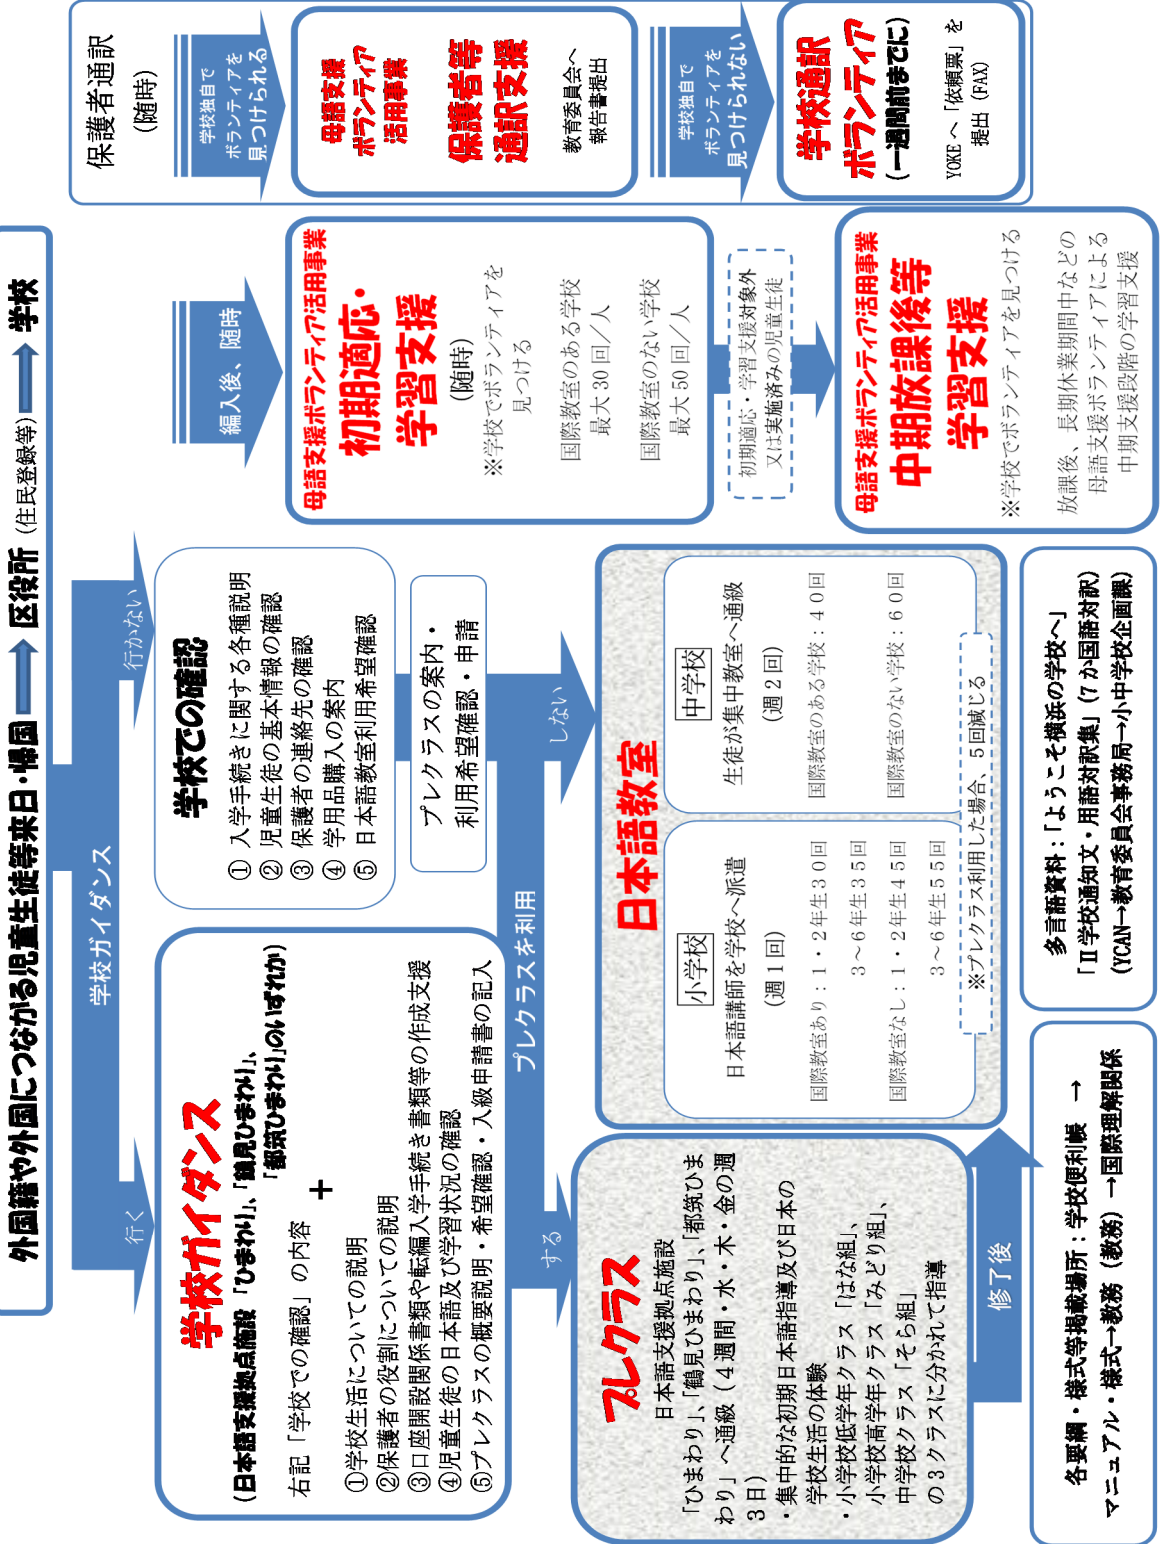 外国籍や外国につながる児童生徒等来日・帰国
区役所(住民登録等)
学校
学校ガイダンス
行く
行かない
学校ガイダンス
(日本語支援拠点施設 「ひまわり」、「鶴見ひまわり」、
「都筑ひまわり」のいずれか)
右記「学校での確認」の内容
+
①学校生活についての説明
②保護者の役割についての説明
③口座開設関係書類や転編入学手続き書類等の作成支援
④児童生徒の日本語及び学習状況の確認
⑤プレクラスの概要説明・希望確認・入級申請書の記入
学校での確認
① 入学手続きに関する各種説明
② 児童生徒の基本情報の確認
③ 保護者の連絡先の確認
④ 学用品購入の案内
⑤ 日本語教室利用希望確認
プレクラスの案内・
利用希望確認・申請
プレクラスを利用
する
しない
プレクラス
日本語支援拠点施設
「ひまわり」、「鶴見ひまわり」、「都筑ひま
わり」へ通級(4週間・水・木・金の週
3日)
・集中的な初期日本語指導及び日本の
学校生活の体験
・小学校低学年クラス「はな組」、
小学校高学年クラス「みどり組」、
中学校クラス「そら組」
の3クラスに分かれて指導
修了後
日本語教室
小学校
日本語講師を学校へ派遣
(週1回)
国際教室あり：1・2年生30回
3～6年生35回
国際教室なし：1・2年生45回
3～6年生55回
中学校
生徒が集中教室へ通級
(週2回)
国際教室のある学校：40回
国際教室のない学校：60回
※プレクラス利用した場合、5回減じる
編入後、随時
母語支援ボランティア活用事業
初期適応・
学習支援
(随時)
※学校でボランティアを
見つける
国際教室のある学校
最大30回/人
国際教室のない学校
最大50回/人
初期適応・学習支援対象外
又は実施済みの児童生徒
母語支援ボランティア活用事業
中期放課後等
学習支援
※学校でボランティアを見つける
放課後、長期休業期間中などの
母語支援ボランティアによる
中期支援段階の学習支援
保護者通訳
(随時)
学校独自で
ボランティアを
見つけられる
母語支援
ボランティア
活用事業
保護者等
通訳支援
教育委員会へ
報告書提出
学校独自で
ボランティアを
見つけられない
学校通訳
ボランティア
(一週間前までに)
YOKEへ「依頼票」を
提出(FAX)
各要綱・様式等掲載場所：学校便利帳 →
マニュアル・様式→教務(教務)→国際理解関係
多言語資料：「ようこそ横浜の学校へ」
「Ⅱ学校通知文・用語対訳集」(7か国語対訳)
(YCAN→教育委員会事務局→小中学校企画課)